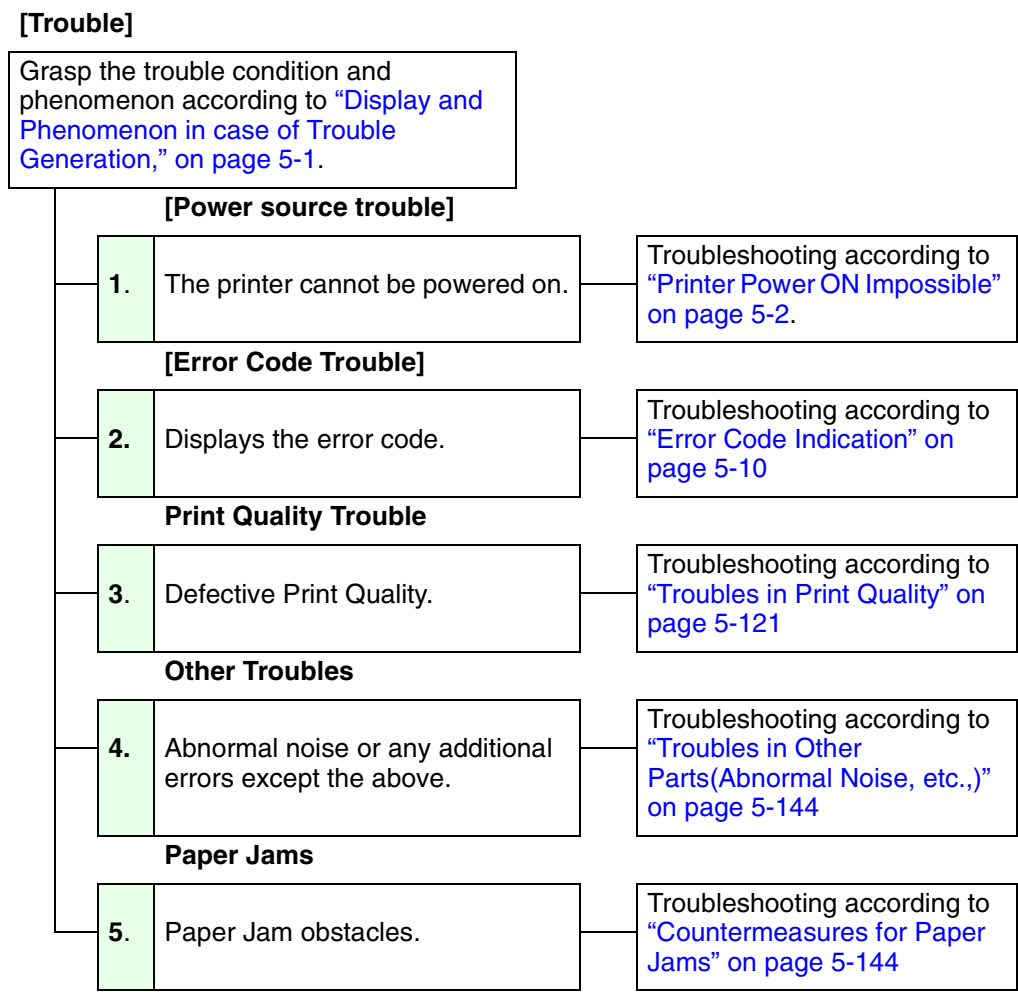 [Trouble]
Grasp the trouble condition and
phenomenon according to “Display and
Phenomenon in case of Trouble
Generation,” on page 5-1.
[Power source trouble]
1.
The printer cannot be powered on.
Troubleshooting according to
“Printer Power ON Impossible”
on page 5-2.
[Error Code Trouble]
2.
Displays the error code.
Troubleshooting according to
“Error Code Indication” on
page 5-10
Print Quality Trouble
3.
Defective Print Quality.
Troubleshooting according to
“Troubles in Print Quality” on
page 5-121
Other Troubles
4.
Abnormal noise or any additional
errors except the above.
Troubleshooting according to
“Troubles in Other
Parts(Abnormal Noise, etc.,)”
on page 5-144
Paper Jams
5.
Paper Jam obstacles.
Troubleshooting according to
“Countermeasures for Paper
Jams” on page 5-144